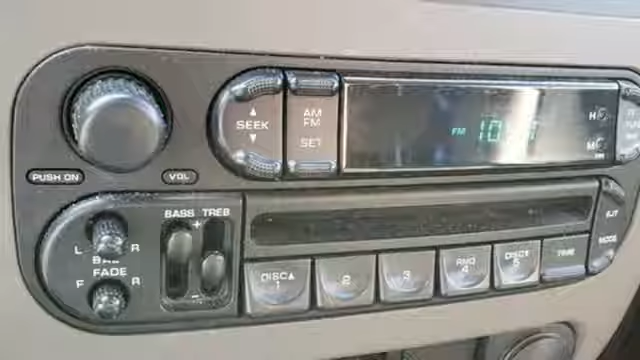 SEEK
AM
FM
SET
FM
H
M
PUSH ON
VOL
BASS TREB
L R
BAL
FADE
F R
DISC▲
1
2
3
RND
4
DISC▼
5
TIME
EJT
MODE